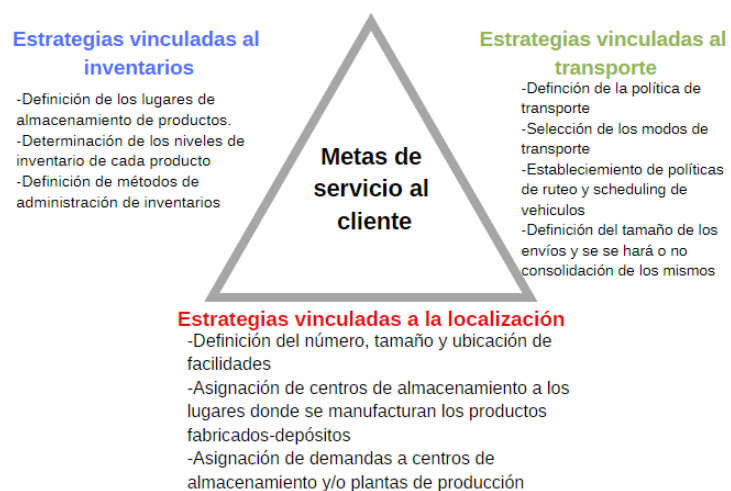 Estrategias vinculadas al
inventarios
-Definición de los lugares de
almacenamiento de productos.
-Determinación de los niveles de
inventario de cada producto
-Definición de métodos de
administración de inventarios
Estrategias vinculadas al
transporte
-Definción de la política de
transporte
-Selección de los modos de
transporte
-Estableciemiento de políticas
de ruteo y scheduling de
vehiculos
-Definición del tamaño de los
envíos y se se hará o no
consolidación de los mismos
Metas de
servicio al
cliente
Estrategias vinculadas a la localización
-Definición del número, tamaño y ubicación de
facilidades
-Asignación de centros de almacenamiento a los
lugares donde se manufacturan los productos
fabricados-depósitos
-Asignación de demandas a centros de
almacenamiento y/o plantas de producción